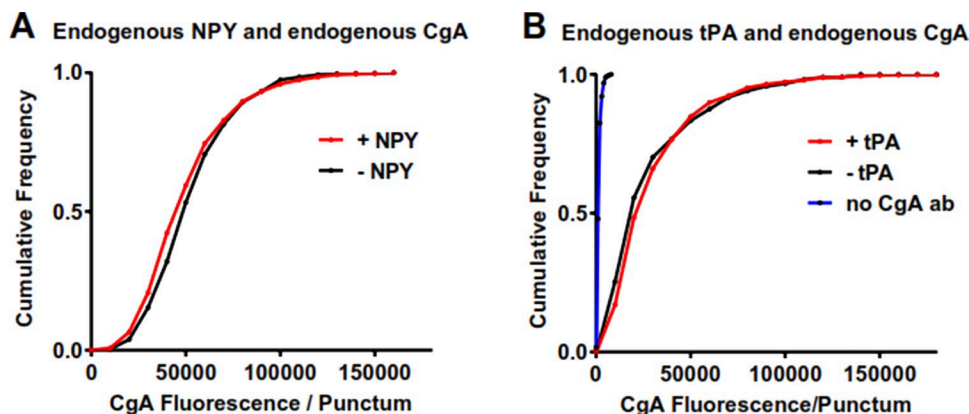 A Endogenous NPY and endogenous CgA
Cumulative Frequency
1.0
0.5
0.0
+ NPY
- NPY
0 50000 100000 150000
CgA Fluorescence / Punctum
B Endogenous tPA and endogenous CgA
Cumulative Frequency
1.0
0.5
0.0
+ tPA
- tPA
no CgA ab
0 50000 100000 150000
CgA Fluorescence/Punctum